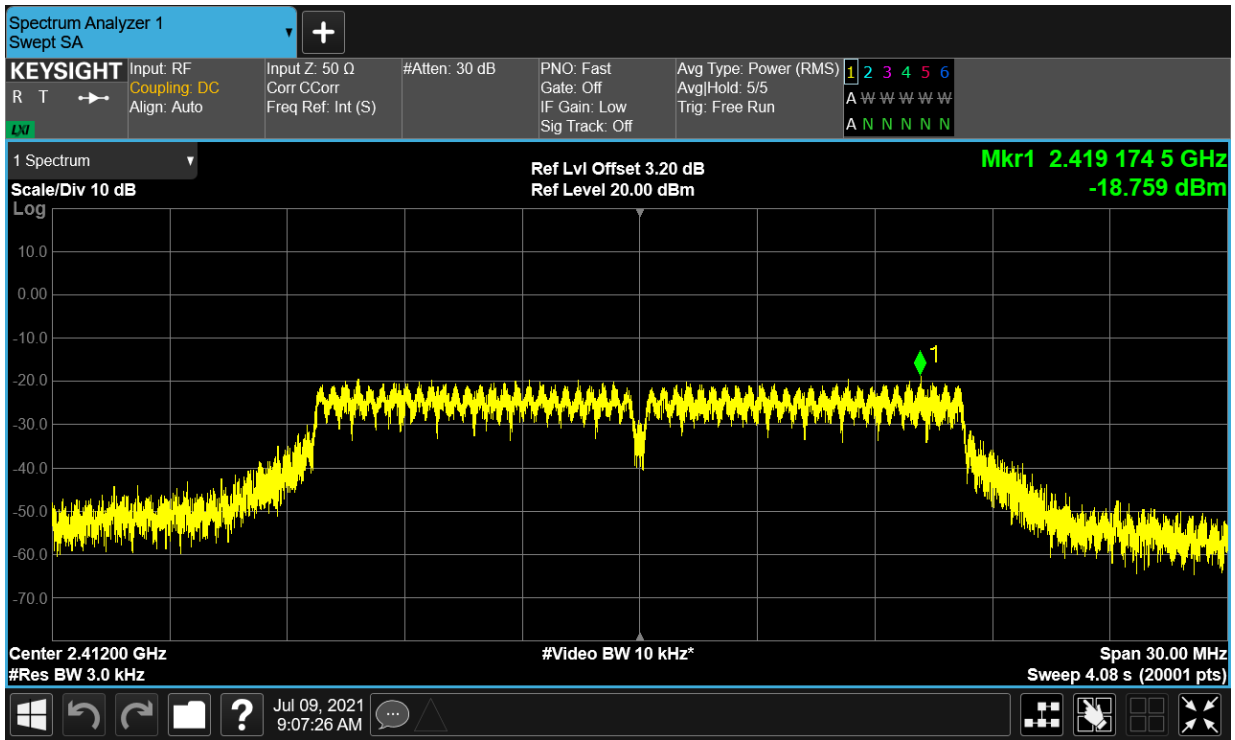 Spectrum Analyzer 1
Swept SA
KEYSIGHT
R T
LXI
Input: RF
Coupling: DC
Align: Auto
Input Z: 50 Ω
Corr CCorr
Freq Ref: Int (S)
#Atten: 30 dB
PNO: Fast
Gate: Off
IF Gain: Low
Sig Track: Off
Avg Type: Power (RMS)
Avg|Hold: 5/5
Trig: Free Run
1 2 3 4 5 6
A W W W W W
A N N N N N
1 Spectrum
Scale/Div 10 dB
Log
Ref Lvl Offset 3.20 dB
Ref Level 20.00 dBm
Mkr1 2.419 174 5 GHz
-18.759 dBm
10.0
0.00
-10.0
-20.0
-30.0
-40.0
-50.0
-60.0
-70.0
1
Center 2.41200 GHz
#Res BW 3.0 kHz
#Video BW 10 kHz*
Span 30.00 MHz
Sweep 4.08 s (20001 pts)
?
Jul 09, 2021
9:07:26 AM